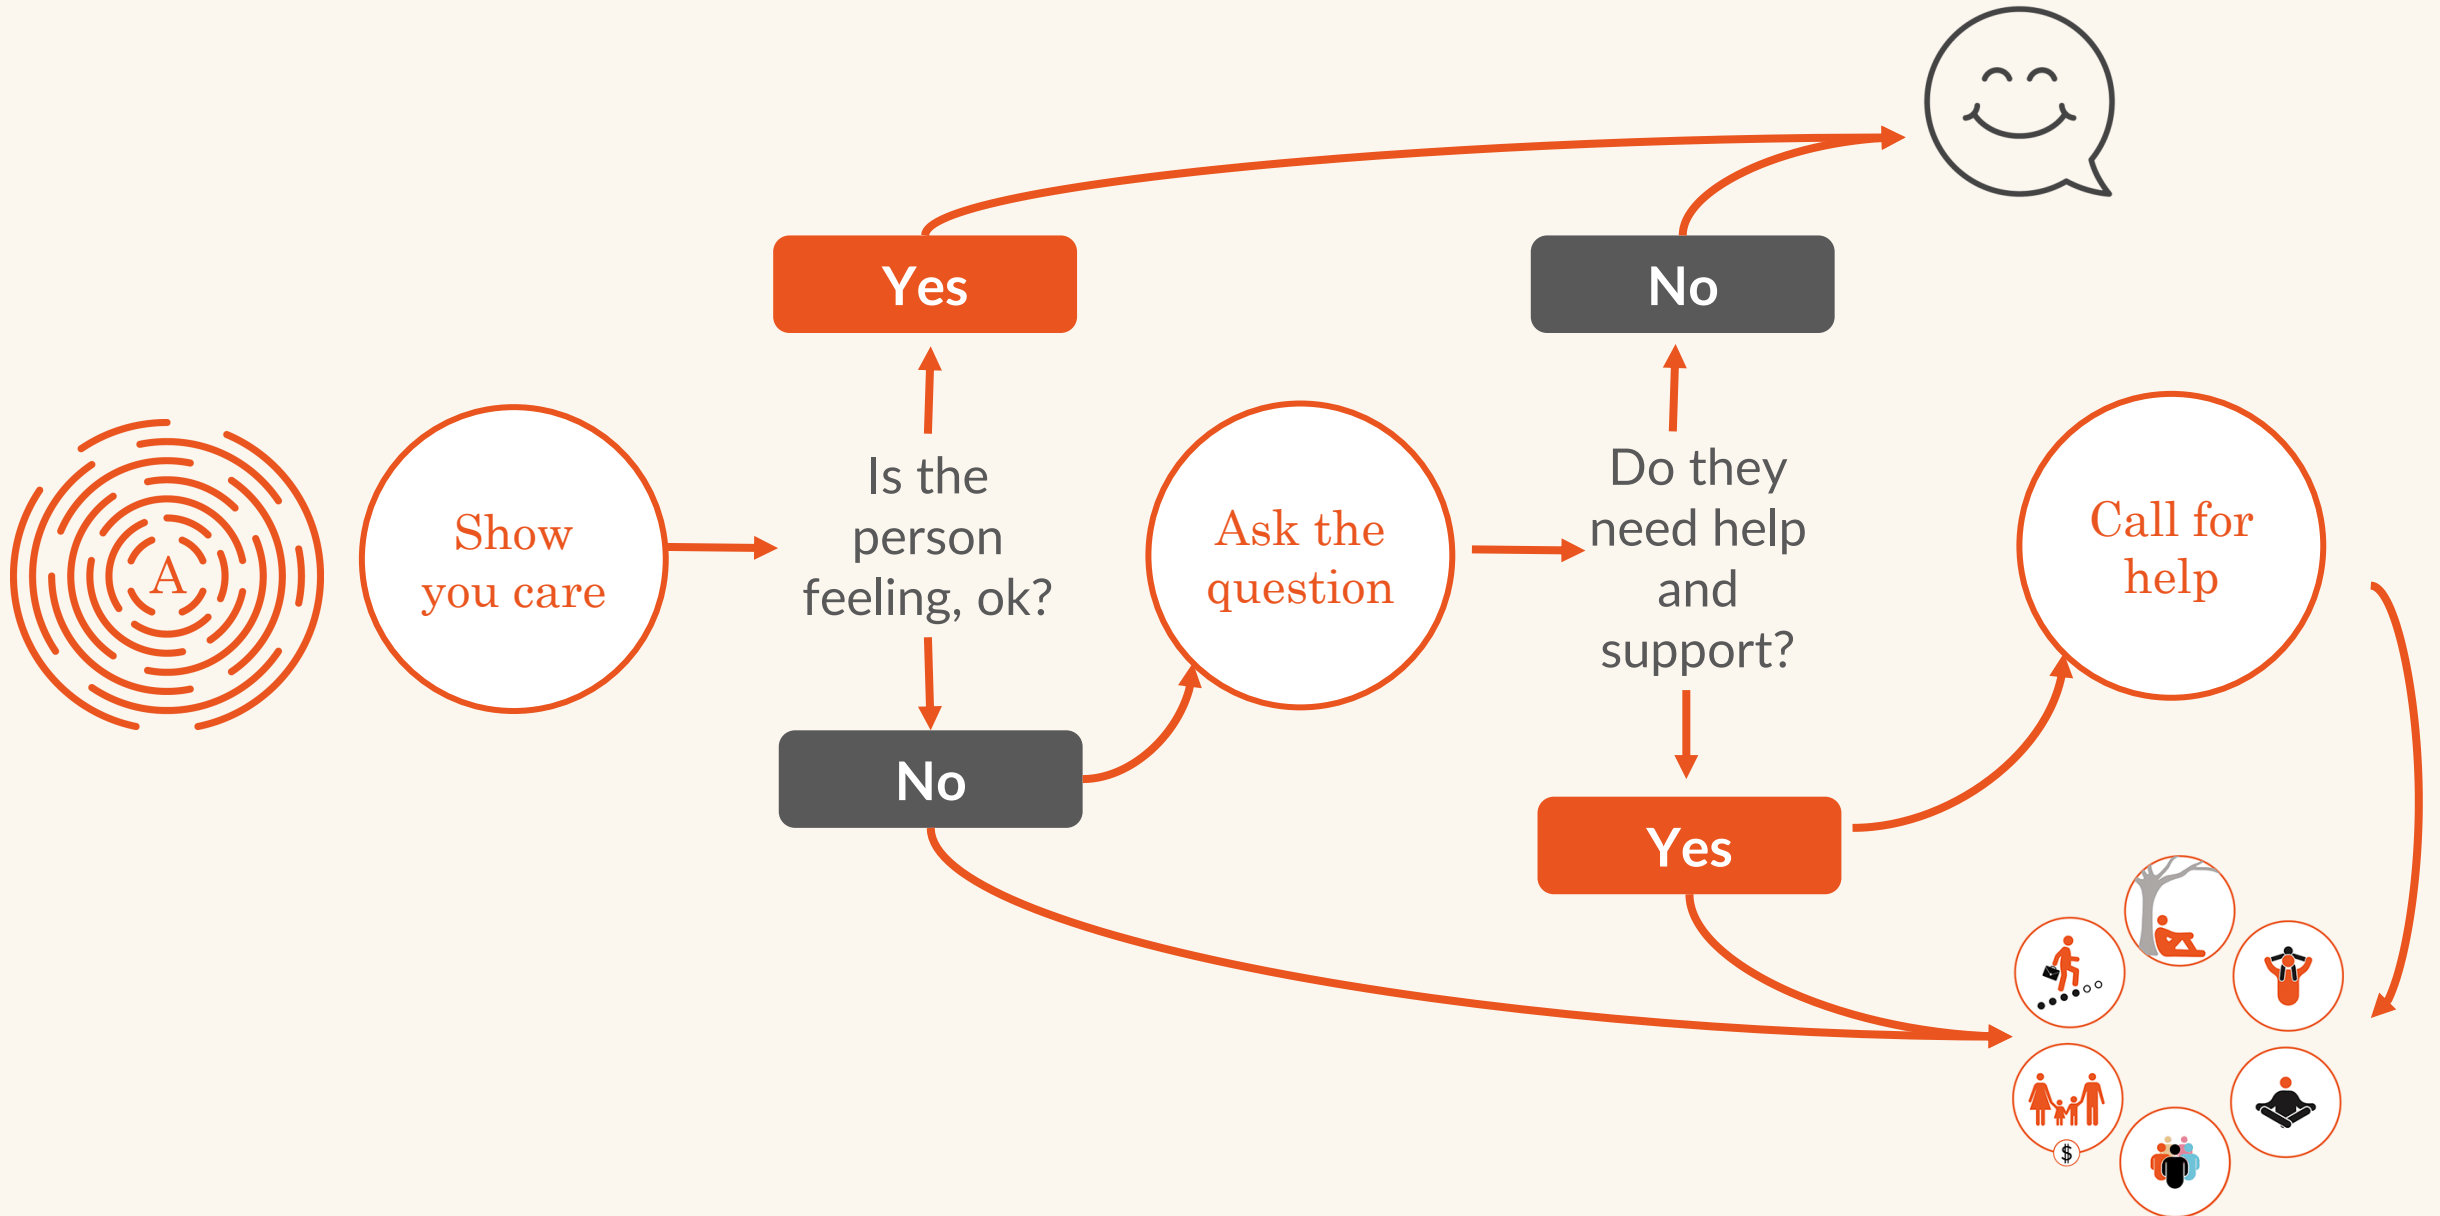 A
Show
you care
Yes
Is the
person
feeling, ok?
No
Ask the
question
No
Do they
need help
and
support?
Yes
Call for
help
$